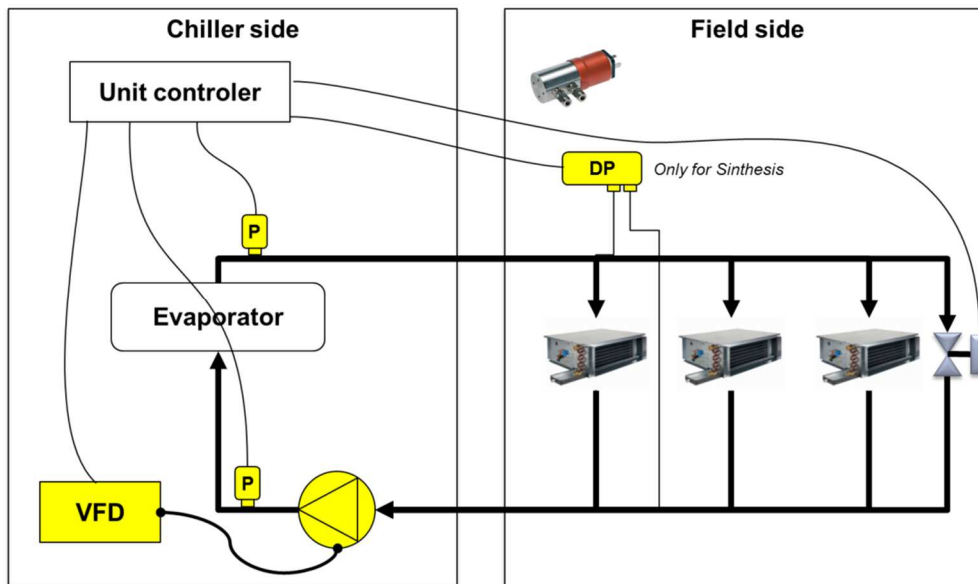 Chiller side
Field side
Unit controler
DP
Only for Sinthesis
P
Evaporator
P
VFD